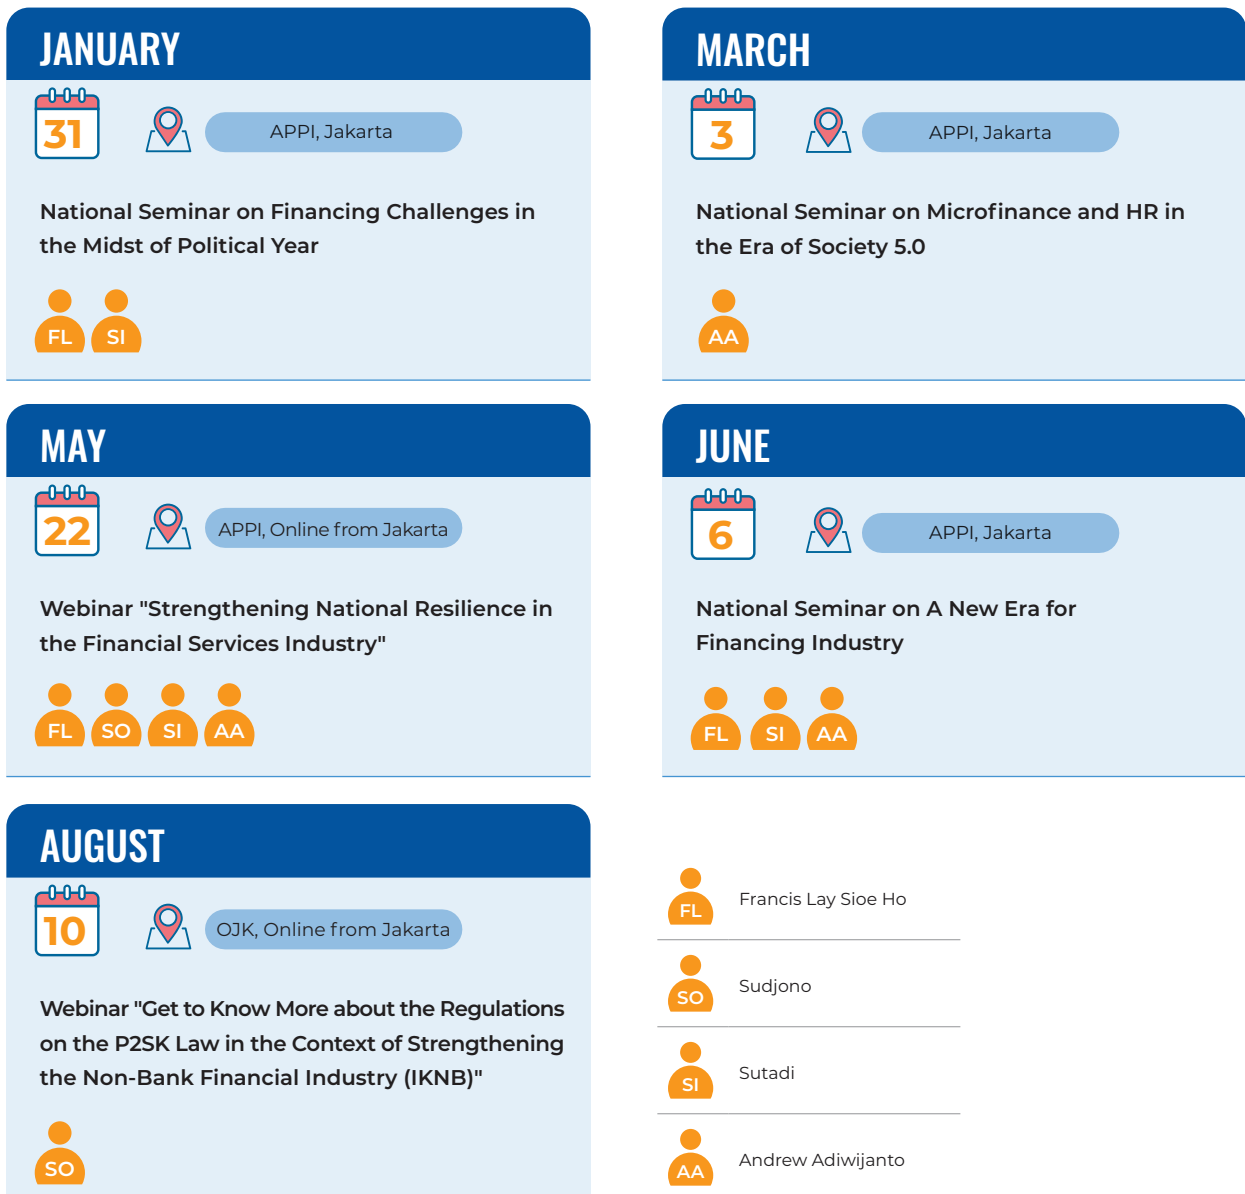 JANUARY
31
APPI, Jakarta
National Seminar on Financing Challenges in
the Midst of Political Year
FL SI
MARCH
3
APPI, Jakarta
National Seminar on Microfinance and HR in
the Era of Society 5.0
AA
MAY
22
APPI, Online from Jakarta
Webinar "Strengthening National Resilience in
the Financial Services Industry"
FL SO SI AA
JUNE
6
APPI, Jakarta
National Seminar on A New Era for
Financing Industry
FL SI AA
AUGUST
10
OJK, Online from Jakarta
Webinar "Get to Know More about the Regulations
on the P2SK Law in the Context of Strengthening
the Non-Bank Financial Industry (IKNB)"
SO
FL Francis Lay Sioe Ho
SO Sudjono
SI Sutadi
AA Andrew Adiwijanto